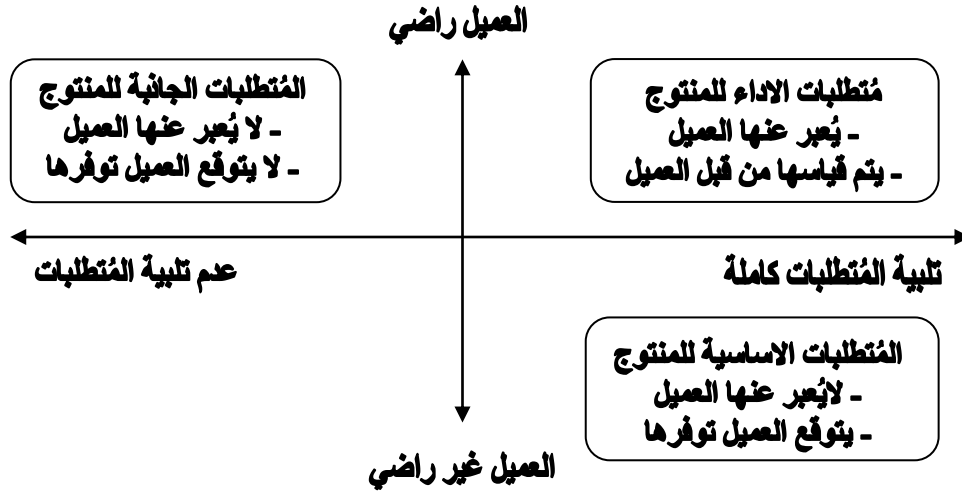 العميل راضي
مُتطلبات الاداء للمنتوج
- يُعبر عنها العميل
- يتم قياسها من قبل العميل
المُتطلبات الجاذبة للمنتوج
- لا يُعبر عنها العميل
- لا يتوقع العميل توفرها
تلبية المُتطلبات كاملة
عدم تلبية المُتطلبات
المُتطلبات الاساسية للمنتوج
- لايُعبر عنها العميل
- يتوقع العميل توفرها
العميل غير راضي